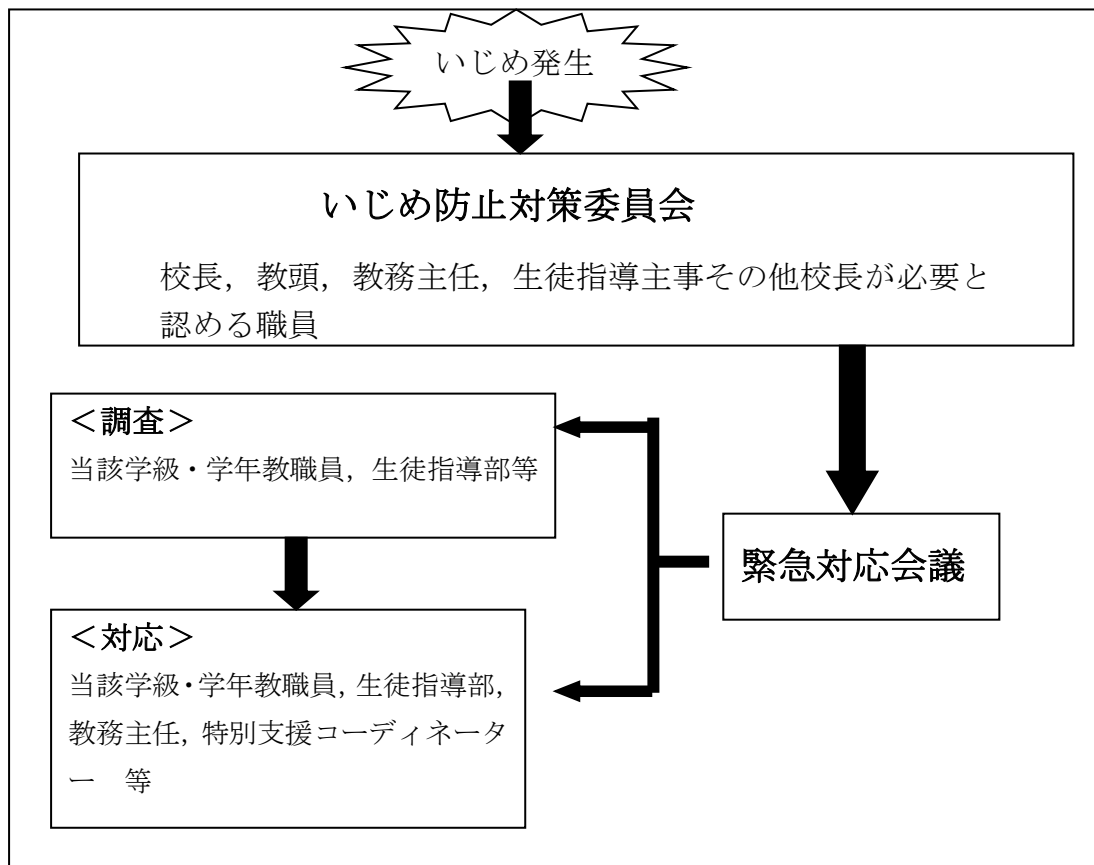 いじめ発生
いじめ防止対策委員会
校長，教頭，教務主任，生徒指導主事その他校長が必要と
認める職員
＜調査＞
当該学級・学年教職員，生徒指導部等
緊急対応会議
＜対応＞
当該学級・学年教職員，生徒指導部，
教務主任，特別支援コーディネータ
ー　等